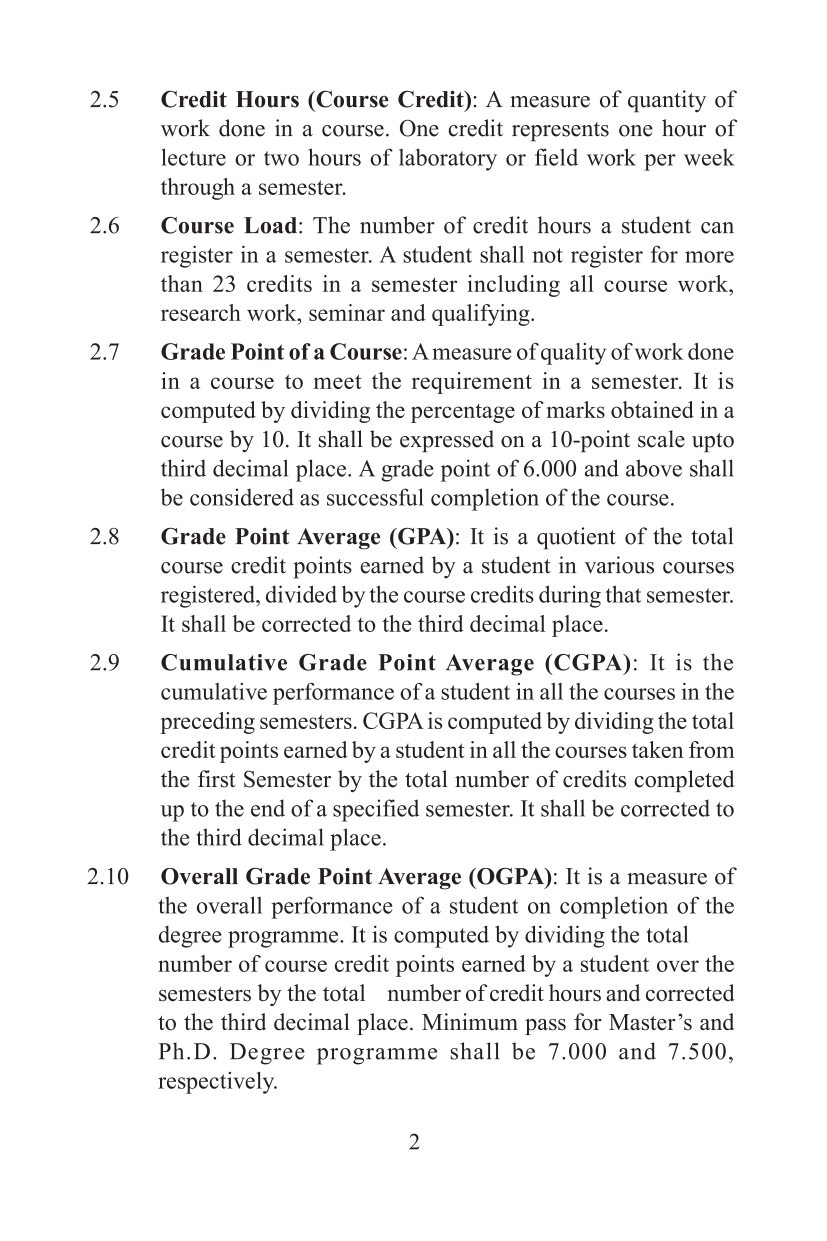 2.5 Credit Hours (Course Credit): A measure of quantity of
work done in a course. One credit represents one hour of
lecture or two hours of laboratory or field work per week
through a semester.
2.6 Course Load: The number of credit hours a student can
register in a semester. A student shall not register for more
than 23 credits in a semester including all course work,
research work, seminar and qualifying.
2.7 Grade Point of a Course: A measure of quality of work done
in a course to meet the requirement in a semester. It is
computed by dividing the percentage of marks obtained in a
course by 10. It shall be expressed on a 10-point scale upto
third decimal place. A grade point of 6.000 and above shall
be considered as successful completion of the course.
2.8 Grade Point Average (GPA): It is a quotient of the total
course credit points earned by a student in various courses
registered, divided by the course credits during that semester.
It shall be corrected to the third decimal place.
2.9 Cumulative Grade Point Average (CGPA): It is the
cumulative performance of a student in all the courses in the
preceding semesters. CGPA is computed by dividing the total
credit points earned by a student in all the courses taken from
the first Semester by the total number of credits completed
up to the end of a specified semester. It shall be corrected to
the third decimal place.
2.10 Overall Grade Point Average (OGPA): It is a measure of
the overall performance of a student on completion of the
degree programme. It is computed by dividing the total
number of course credit points earned by a student over the
semesters by the total number of credit hours and corrected
to the third decimal place. Minimum pass for Master’s and
Ph.D. Degree programme shall be 7.000 and 7.500,
respectively.
2